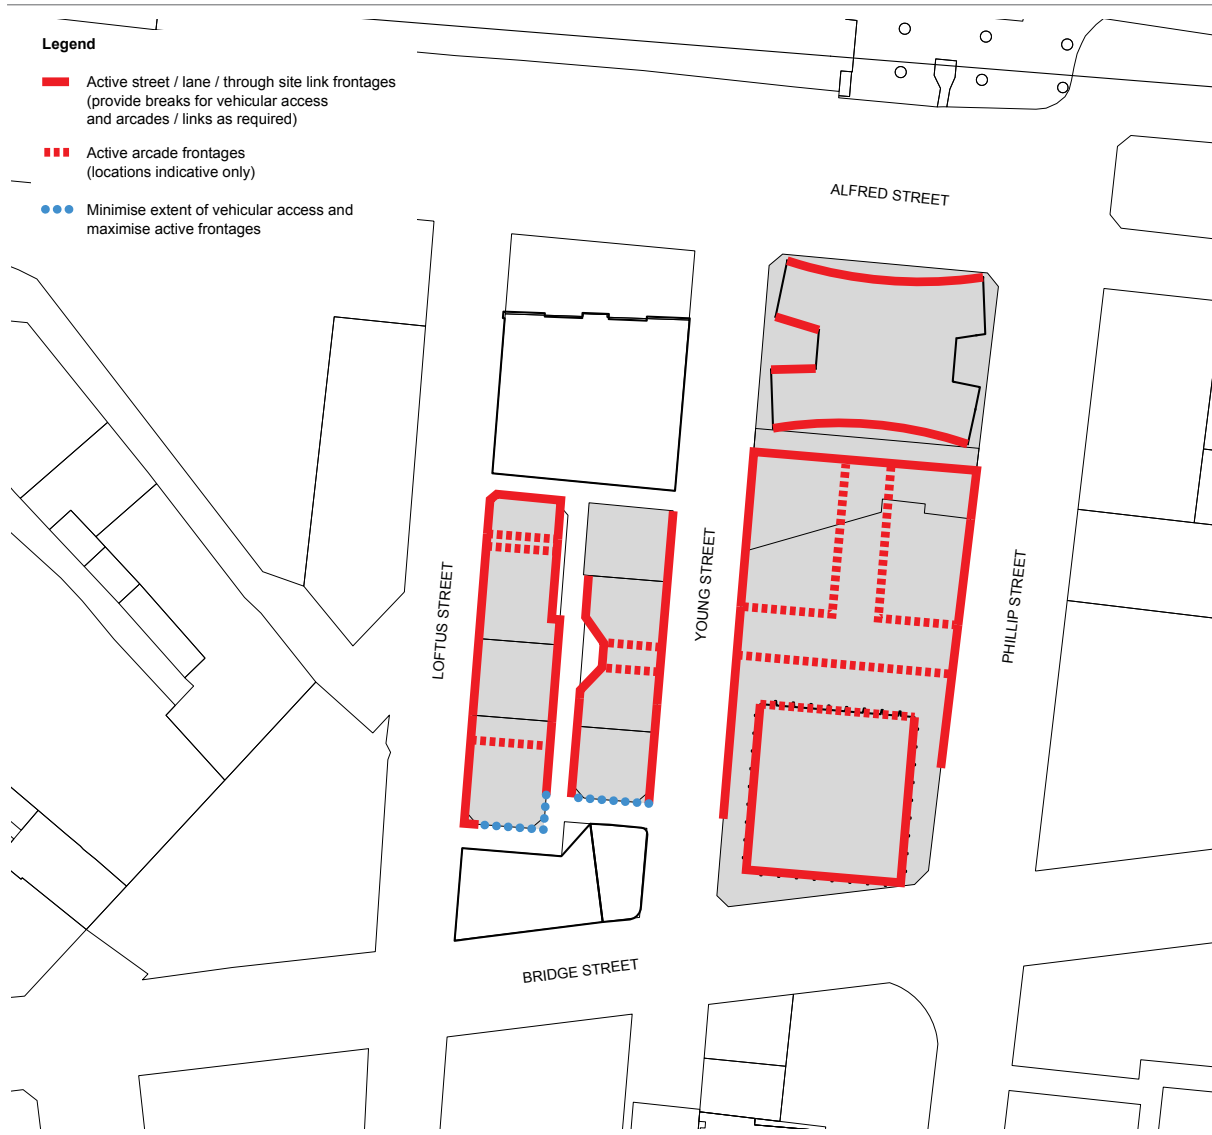 Legend
Active street / lane / through site link frontages
(provide breaks for vehicular access
and arcades / links as required)
Active arcade frontages
(locations indicative only)
Minimise extent of vehicular access and
maximise active frontages
ALFRED STREET
LOFTUS STREET
YOUNG STREET
PHILLIP STREET
BRIDGE STREET